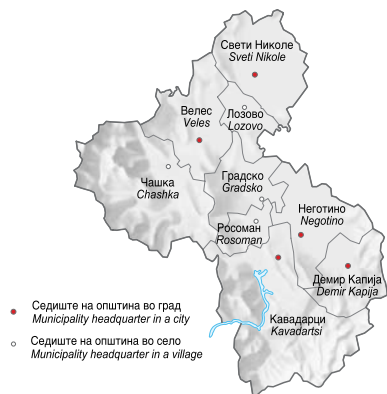 Свети Николе
Sveti Nikole
Велес
Veles
Лозово
Lozovo
Чашка
Chashka
Градско
Gradsko
Неготино
Negotino
Росоман
Rosoman
Демир Капија
Demir Kapija
Кавадарци
Kavadartsi
Седиште на општина во град
Municipality headquarter in a city
Седиште на општина во село
Municipality headquarter in a village